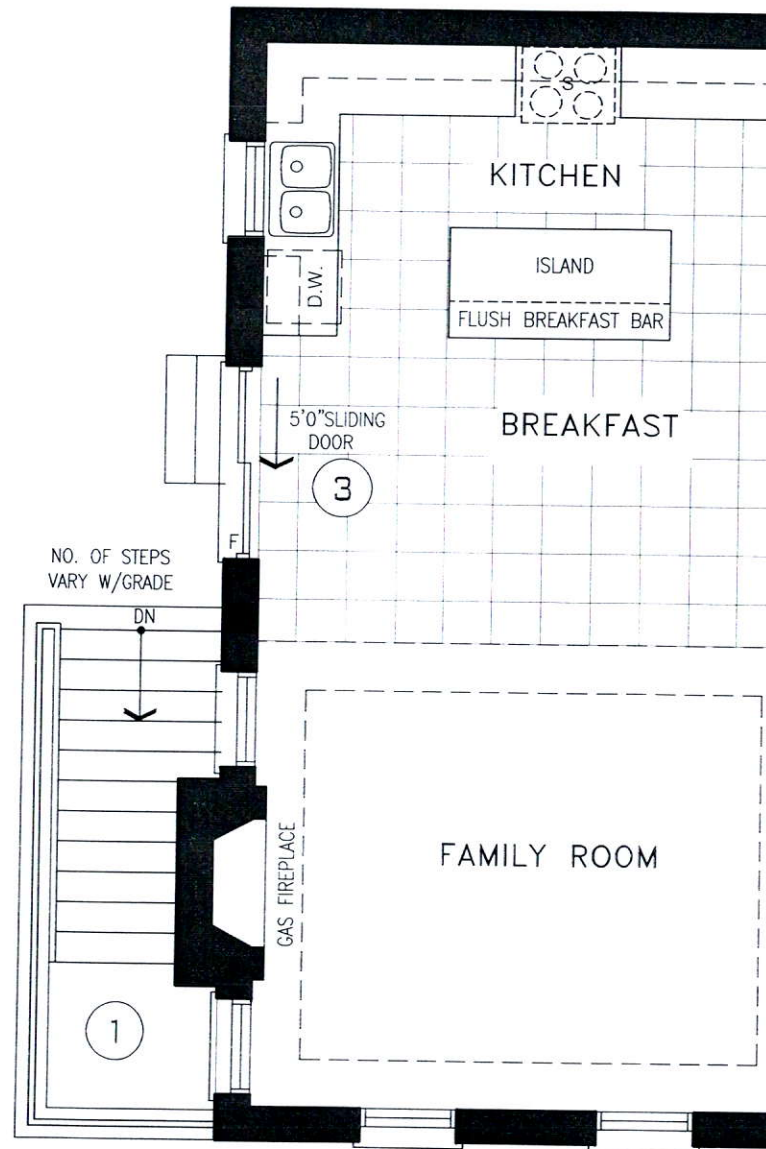 S
KITCHEN
ISLAND
FLUSH BREAKFAST BAR
D.W.
5'0"SLIDING
DOOR
BREAKFAST
3
F
NO. OF STEPS
VARY W/GRADE
DN
GAS FIREPLACE
FAMILY ROOM
1